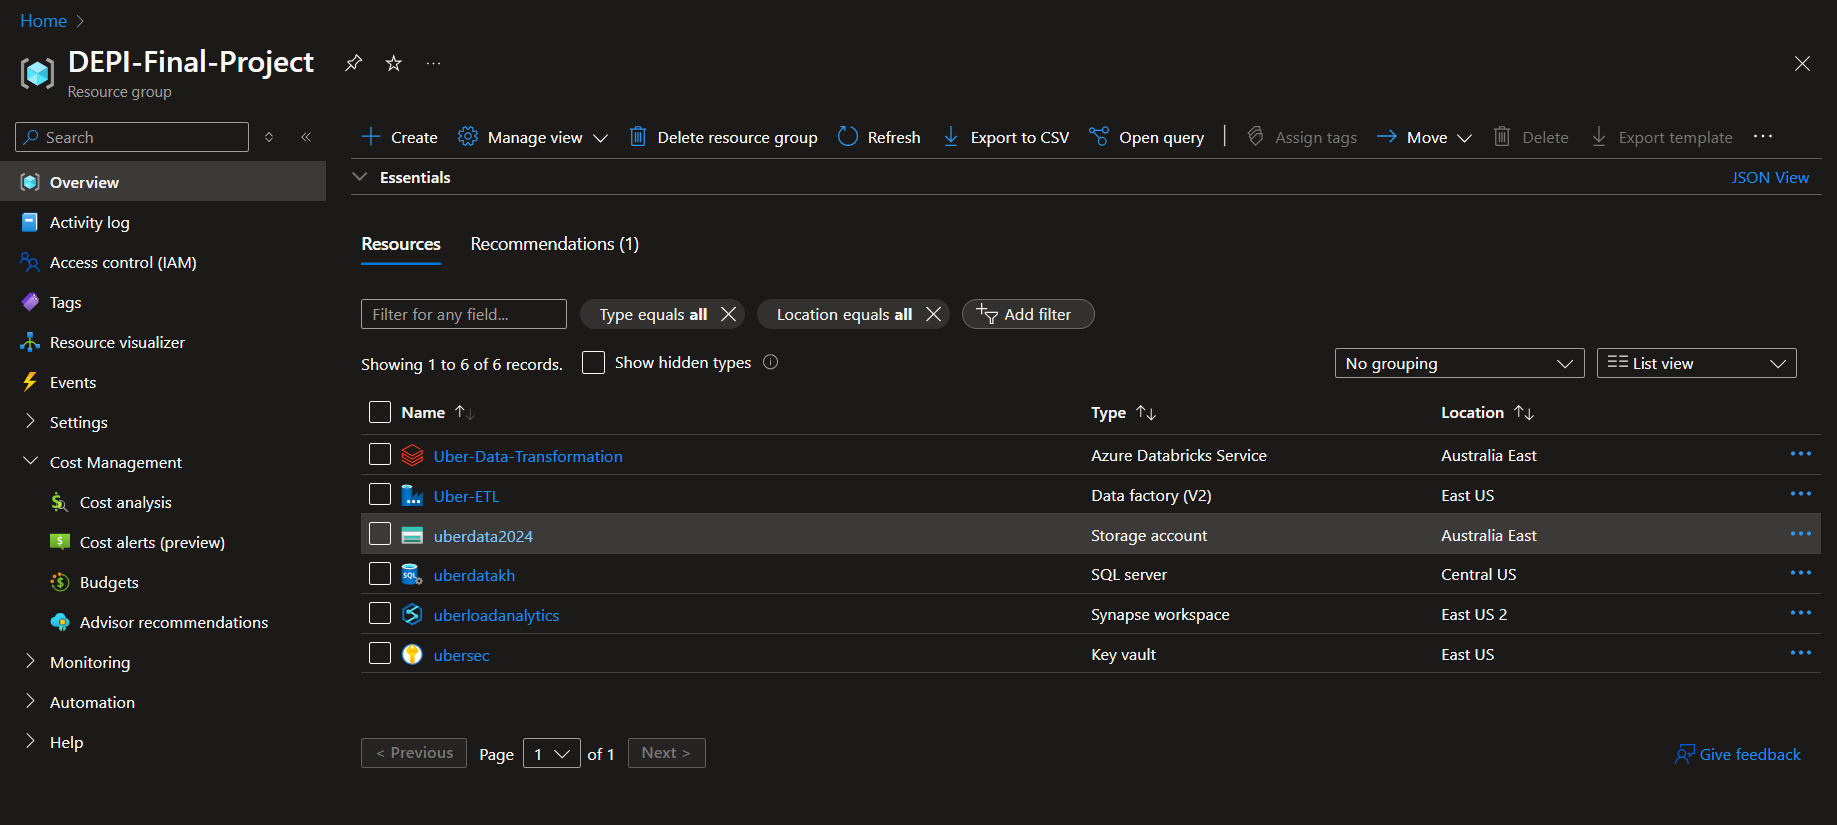 Home
DEPI-Final-Project
Resource group
Search
Create
Manage view
Delete resource group
Refresh
Export to CSV
Open query
Assign tags
Move
Delete
Export template
Overview
Activity log
Access control (IAM)
Tags
Resource visualizer
Events
Settings
Cost Management
Cost analysis
Cost alerts (preview)
Budgets
Advisor recommendations
Monitoring
Automation
Help
Essentials
JSON View
Resources
Recommendations (1)
Filter for any field...
Type equals all
Location equals all
Add filter
Showing 1 to 6 of 6 records.
Show hidden types
No grouping
List view
Name Type Location
Uber-Data-Transformation Azure Databricks Service Australia East
Uber-ETL Data factory (V2) East US
uberdata2024 Storage account Australia East
SQL uberdatakh SQL server Central US
uberloadanalytics Synapse workspace East US 2
ubersec Key vault East US
< Previous Page 1 of 1 Next >
Give feedback